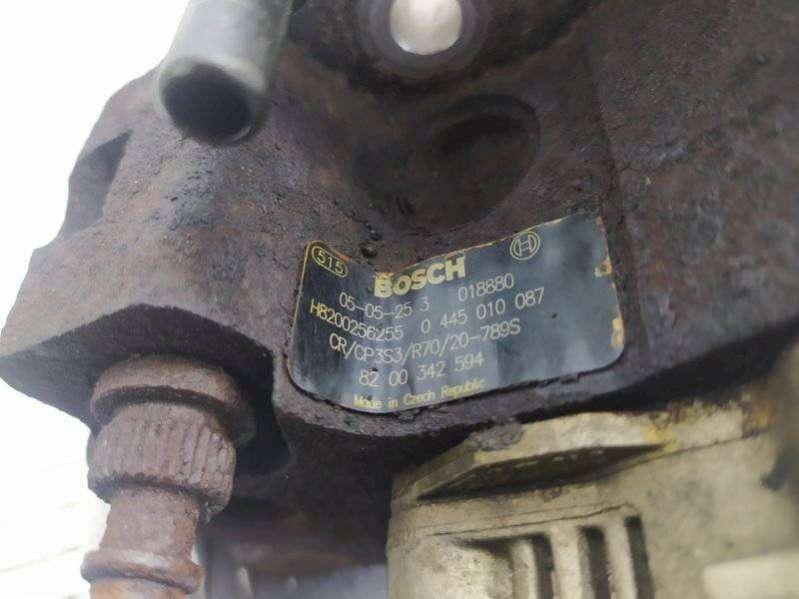 515 BOSCH
05-05-25 3 018880
H8200256255 0 445 010 087
CR/CP3S3/R70/20-789S
82 00 342 594
Made in Czech Republic